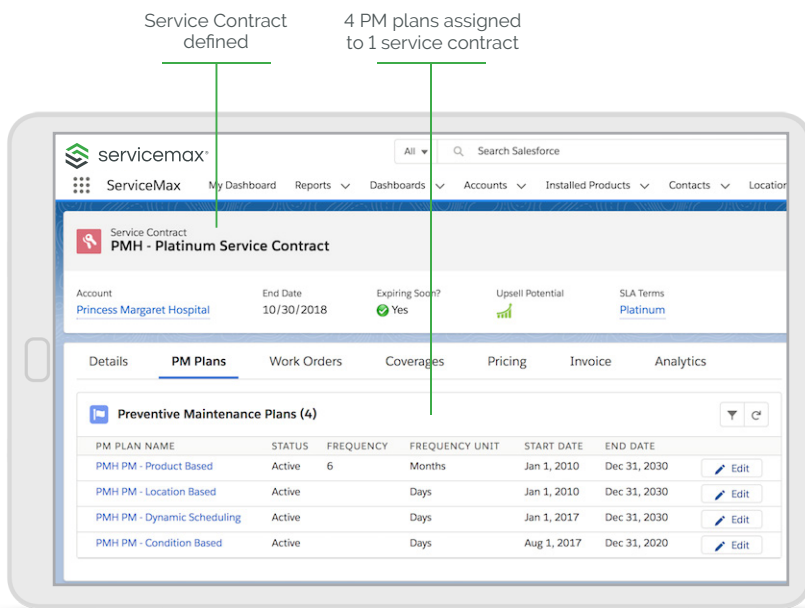 Service Contract
defined
4 PM plans assigned
to 1 service contract
servicemax
All
Search Salesforce
ServiceMax My Dashboard Reports Dashboards Accounts Installed Products Contacts Location
Service Contract
PMH - Platinum Service Contract
Account End Date Expiring Soon? Upsell Potential SLA Terms
Princess Margaret Hospital 10/30/2018 Yes Platinum
Details PM Plans Work Orders Coverages Pricing Invoice Analytics
Preventive Maintenance Plans (4)
PM PLAN NAME STATUS FREQUENCY FREQUENCY UNIT START DATE END DATE
PMH PM - Product Based Active 6 Months Jan 1, 2010 Dec 31, 2030 Edit
PMH PM - Location Based Active Days Jan 1, 2010 Dec 31, 2030 Edit
PMH PM - Dynamic Scheduling Active Days Jan 1, 2017 Dec 31, 2030 Edit
PMH PM - Condition Based Active Days Aug 1, 2017 Dec 31, 2020 Edit